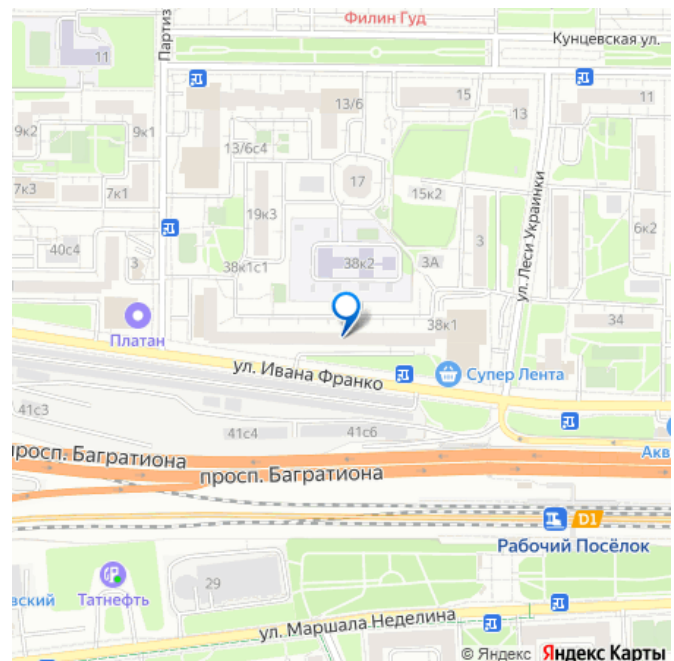 Филин Гуд
Кунцевская ул.
Партиз
11
13/6
15
13
11
9к2
9к1
13/6с4
7к3
7к1
17
15к2
19к3
3
6к2
ул. Леси Украинки
40с4
3
38к1с1
38к2
3А
Платан
38к1
34
ул. Ивана Франко
Супер Лента
41с3
41с4
41с6
просп. Багратиона
просп. Багратиона
Акв
D1
Рабочий Посёлок
29
вский
Татнефть
ул. Маршала Неделина
© Яндекс Яндекс Карты